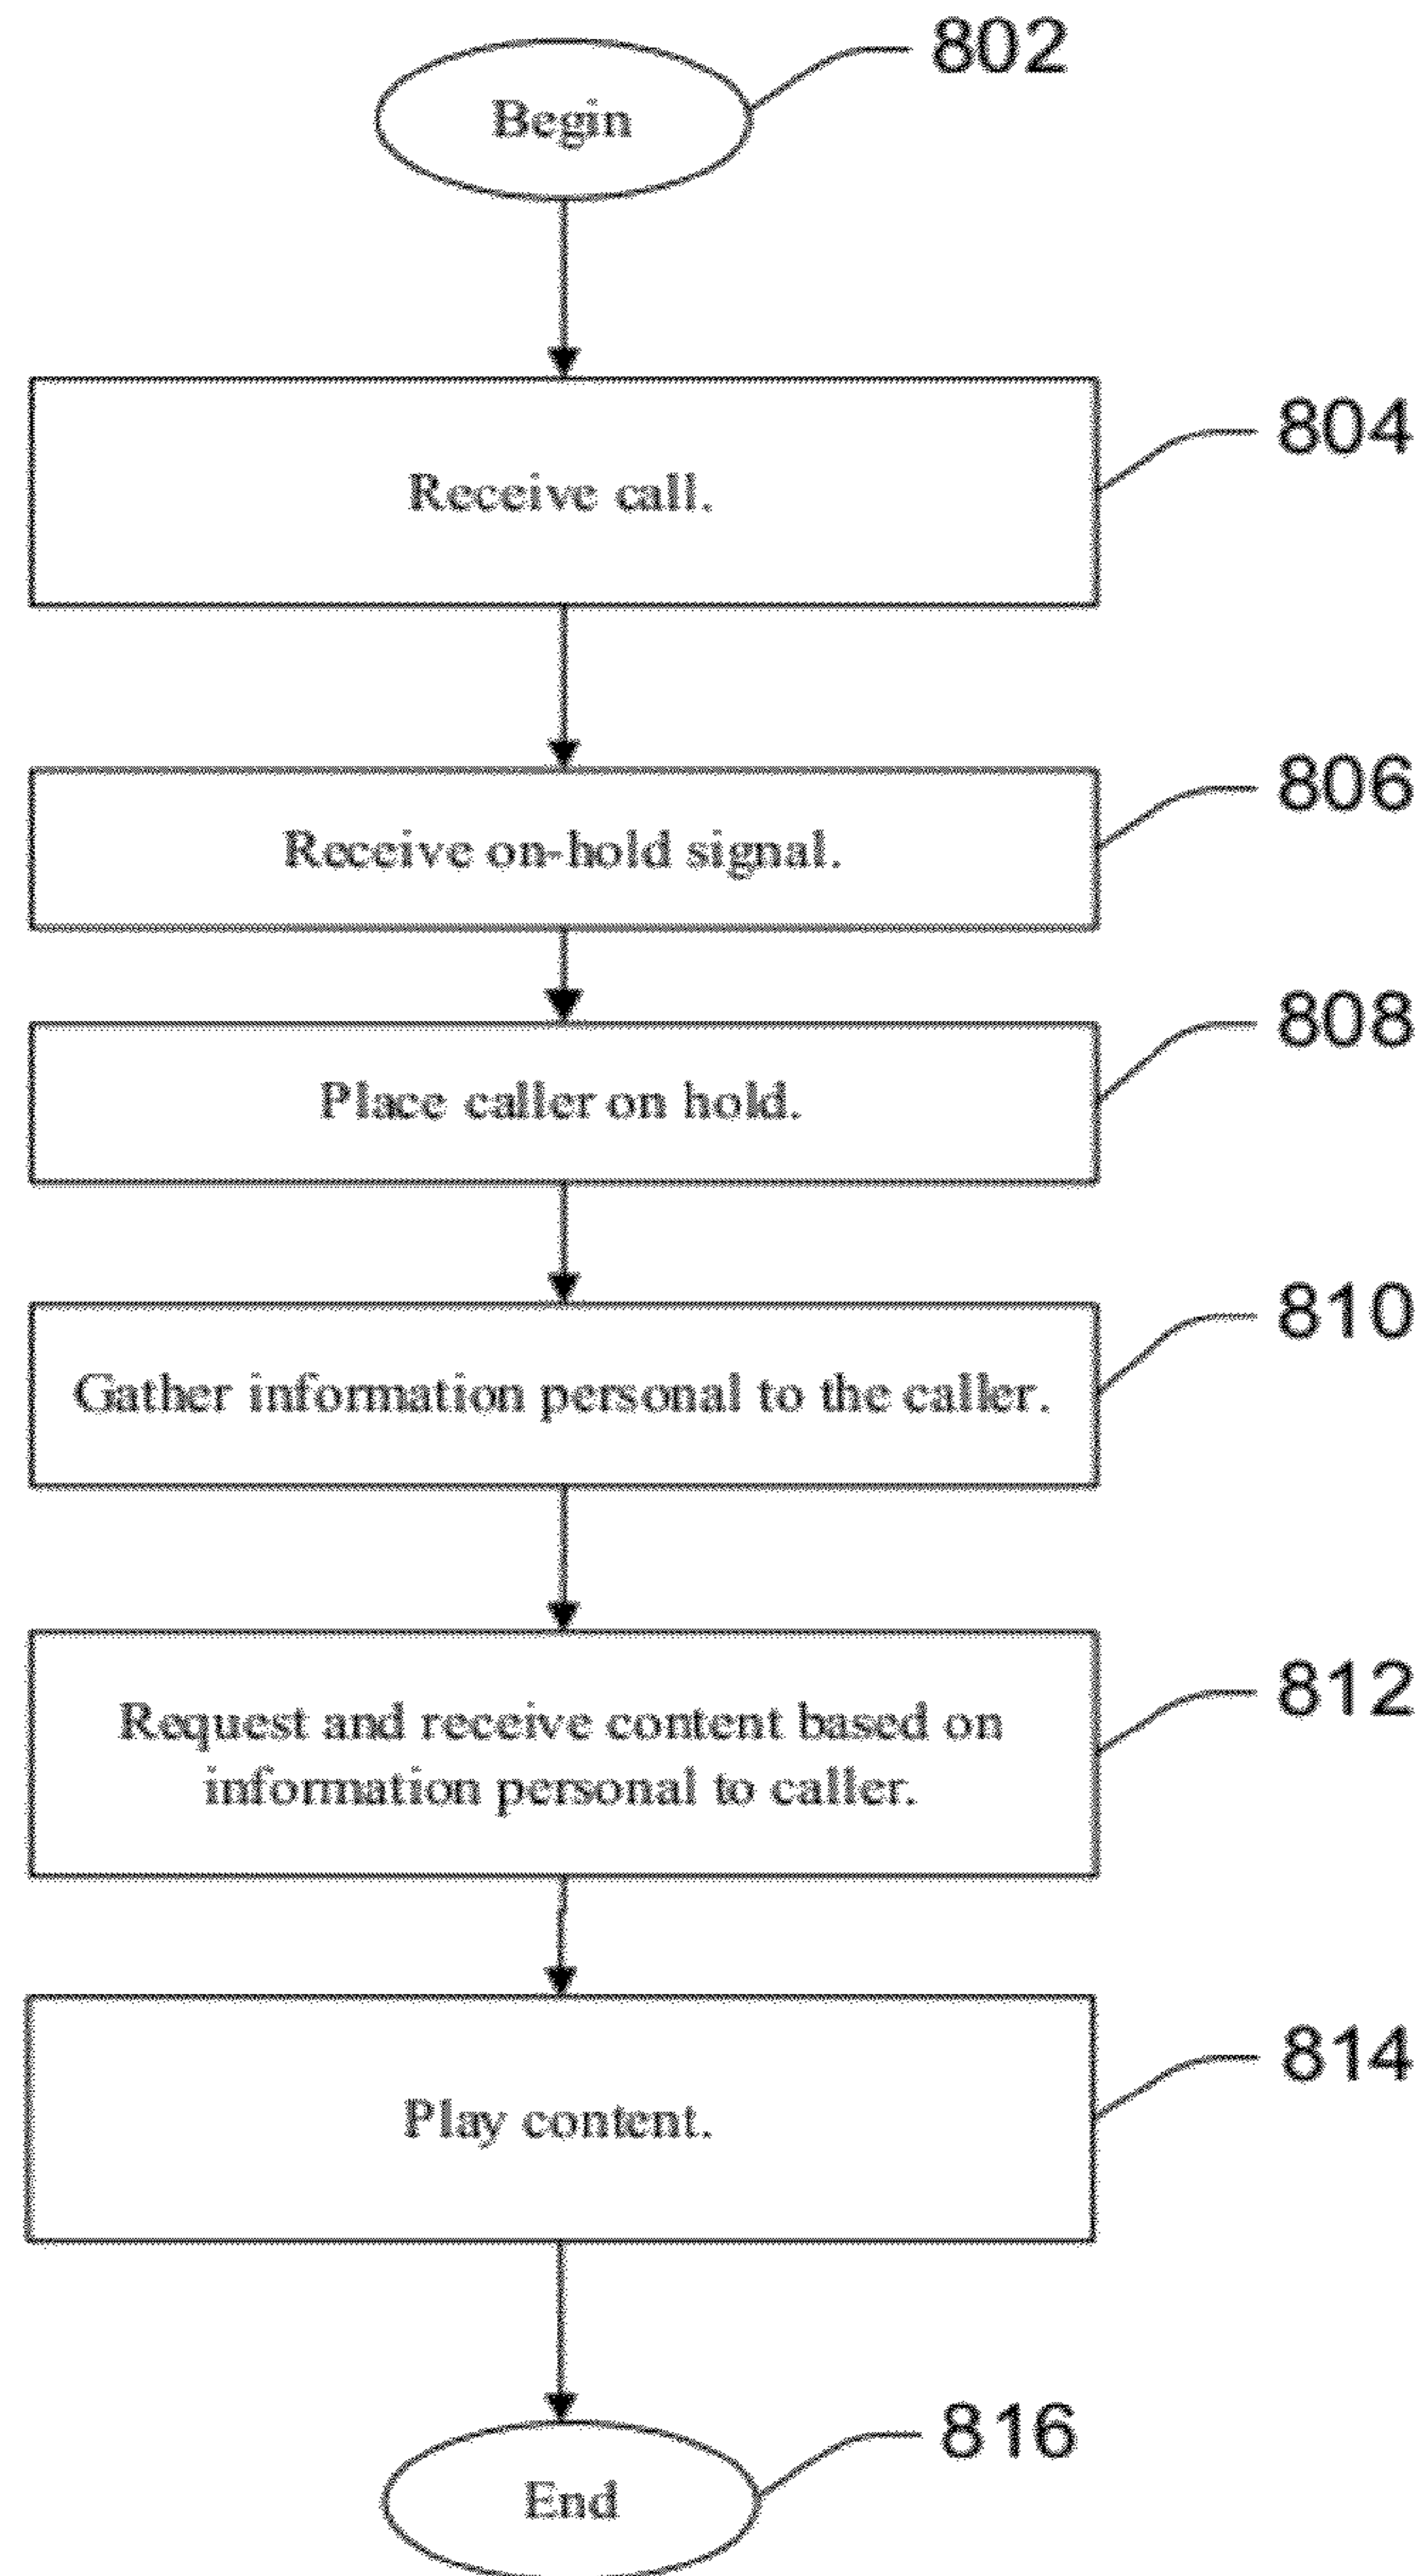 802
Begin
804
Receive call.
806
Receive on-hold signal.
808
Place caller on hold.
810
Gather information personal to the caller.
812
Request and receive content based on
information personal to caller.
814
Play content.
816
End